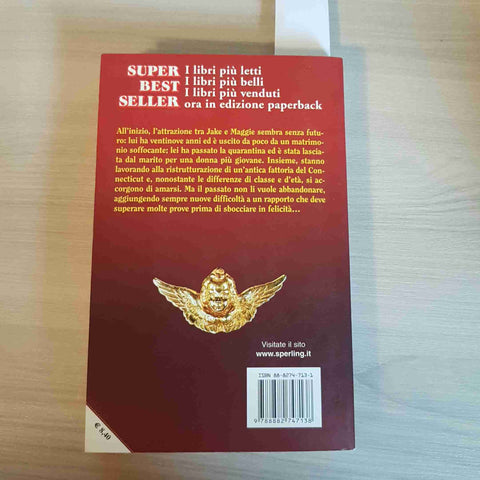 SUPER
BEST
SELLER
I libri più letti
I libri più belli
I libri più venduti
ora in edizione paperback
All'inizio, l'attrazione tra Jake e Maggie sembra senza futu-
ro: lui ha ventinove anni ed è uscito da poco da un matrimo-
nio soffocante; lei ha passato la quarantina ed è stata lascia-
ta dal marito per una donna più giovane. Insieme, stanno
lavorando alla ristrutturazione di un'antica fattoria del Con-
necticut e, nonostante le differenze di classe e d'età, si ac-
corgono di amarsi. Ma il passato non li vuole abbandonare,
aggiungendo sempre nuove difficoltà a un rapporto che deve
superare molte prove prima di sbocciare in felicità...
Visitate il sito
www.sperling.it
ISBN 88-8274-713-1
9 788882 747138
€ 8,40